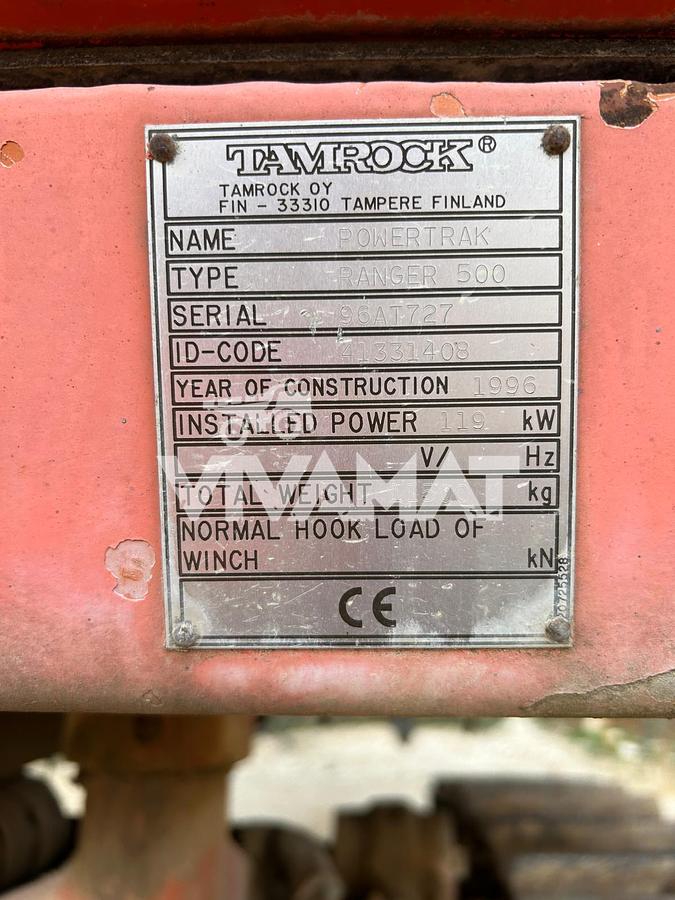 TAMROCK®
TAMROCK OY
FIN - 33310 TAMPERE FINLAND
NAME POWERTRAK
TYPE RANGER 500
SERIAL 96AT727
ID-CODE 41331408
YEAR OF CONSTRUCTION 1996
INSTALLED POWER 119 kW
V/ Hz
VIVAMAT
TOTAL WEIGHT kg
NORMAL HOOK LOAD OF
WINCH kN
CE
20725528